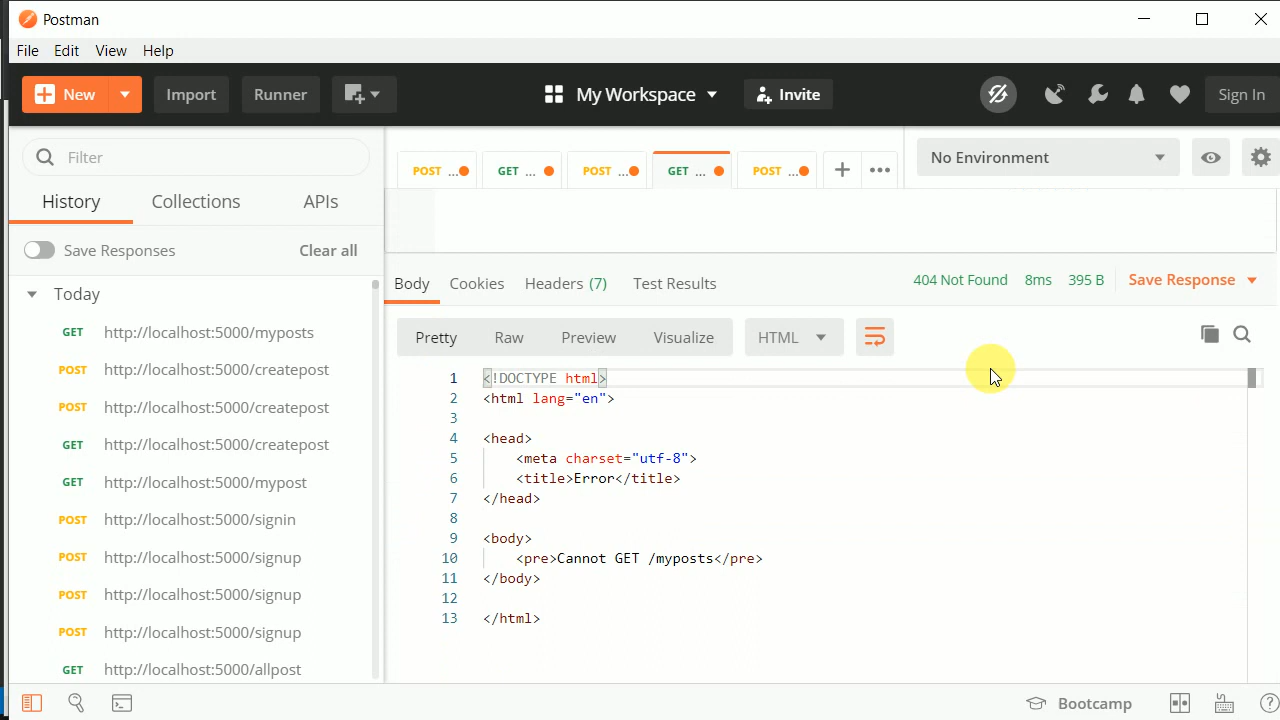 Postman
File Edit View Help
New Import Runner My Workspace Invite Sign In
Filter
POST ... GET ... POST ... GET ... POST ... + ••• No Environment
History Collections APIs
Save Responses Clear all
Body Cookies Headers (7) Test Results 404 Not Found 8ms 395 B Save Response
Today
Pretty Raw Preview Visualize HTML
GET http://localhost:5000/myposts
POST http://localhost:5000/createpost
POST http://localhost:5000/createpost
GET http://localhost:5000/createpost
GET http://localhost:5000/mypost
POST http://localhost:5000/signin
POST http://localhost:5000/signup
POST http://localhost:5000/signup
POST http://localhost:5000/signup
GET http://localhost:5000/allpost
1 <!DOCTYPE html>
2 <html lang="en">
3
4 <head>
5 <meta charset="utf-8">
6 <title>Error</title>
7 </head>
8
9 <body>
10 <pre>Cannot GET /myposts</pre>
11 </body>
12
13 </html>
Bootcamp